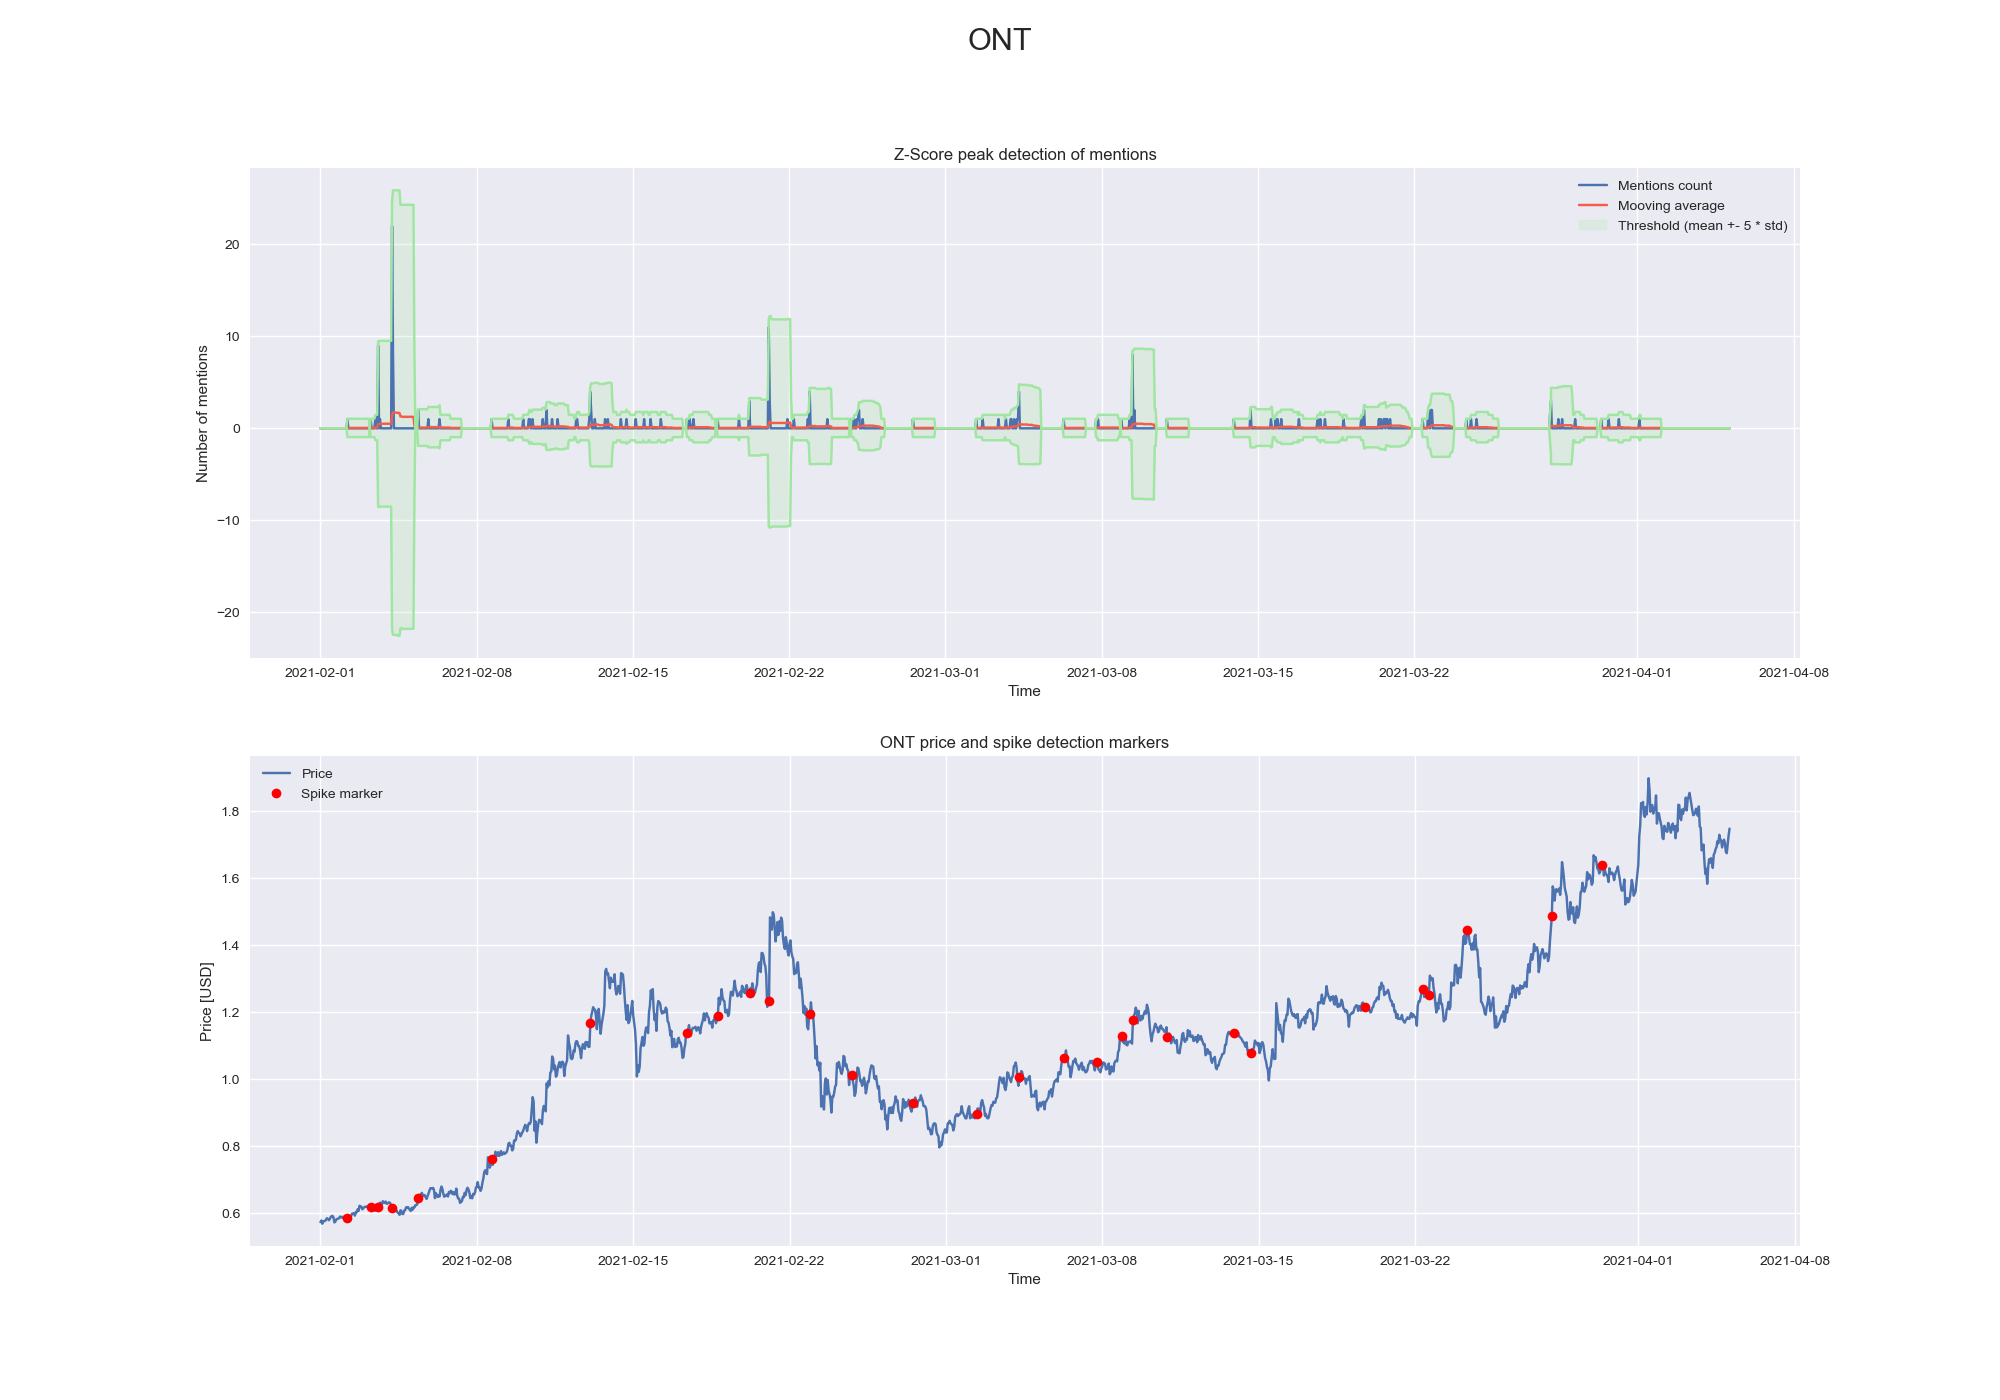 ONT
Z-Score peak detection of mentions
Mentions count
Mooving average
Threshold (mean +- 5 * std)
Number of mentions
20
10
0
−10
−20
2021-02-01 2021-02-08 2021-02-15 2021-02-22 2021-03-01 2021-03-08 2021-03-15 2021-03-22 2021-04-01 2021-04-08
Time
ONT price and spike detection markers
Price
Spike marker
Price [USD]
1.8
1.6
1.4
1.2
1.0
0.8
0.6
2021-02-01 2021-02-08 2021-02-15 2021-02-22 2021-03-01 2021-03-08 2021-03-15 2021-03-22 2021-04-01 2021-04-08
Time